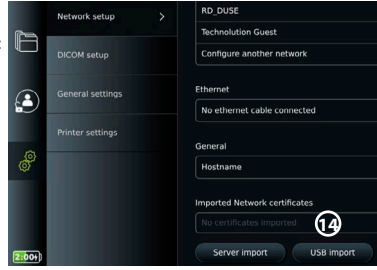 Network setup >
DICOM setup
General settings
Printer settings
2:00+
RD_DUSE
Technolution Guest
Configure another network
Ethernet
No ethernet cable connected
General
Hostname
Imported Network certificates
No certificates imported
14
Server import
USB import